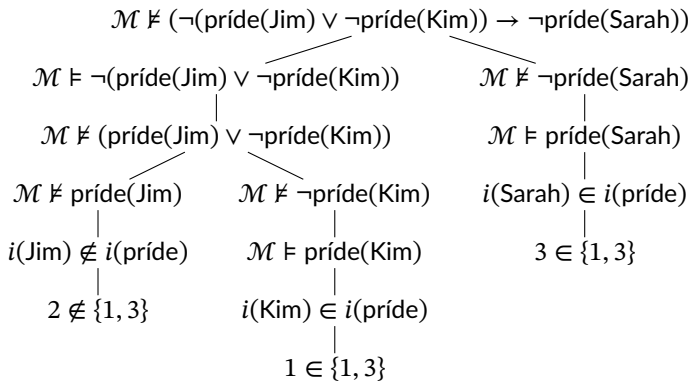 ℳ ⊭ (¬(príde(Jim) ∨ ¬príde(Kim)) → ¬príde(Sarah))
ℳ ⊨ ¬(príde(Jim) ∨ ¬príde(Kim)) ℳ ⊭ ¬príde(Sarah)
ℳ ⊭ (príde(Jim) ∨ ¬príde(Kim)) ℳ ⊨ príde(Sarah)
ℳ ⊭ príde(Jim) ℳ ⊭ ¬príde(Kim) i(Sarah) ∈ i(príde)
i(Jim) ∉ i(príde) ℳ ⊨ príde(Kim) 3 ∈ {1, 3}
2 ∉ {1, 3} i(Kim) ∈ i(príde)
1 ∈ {1, 3}